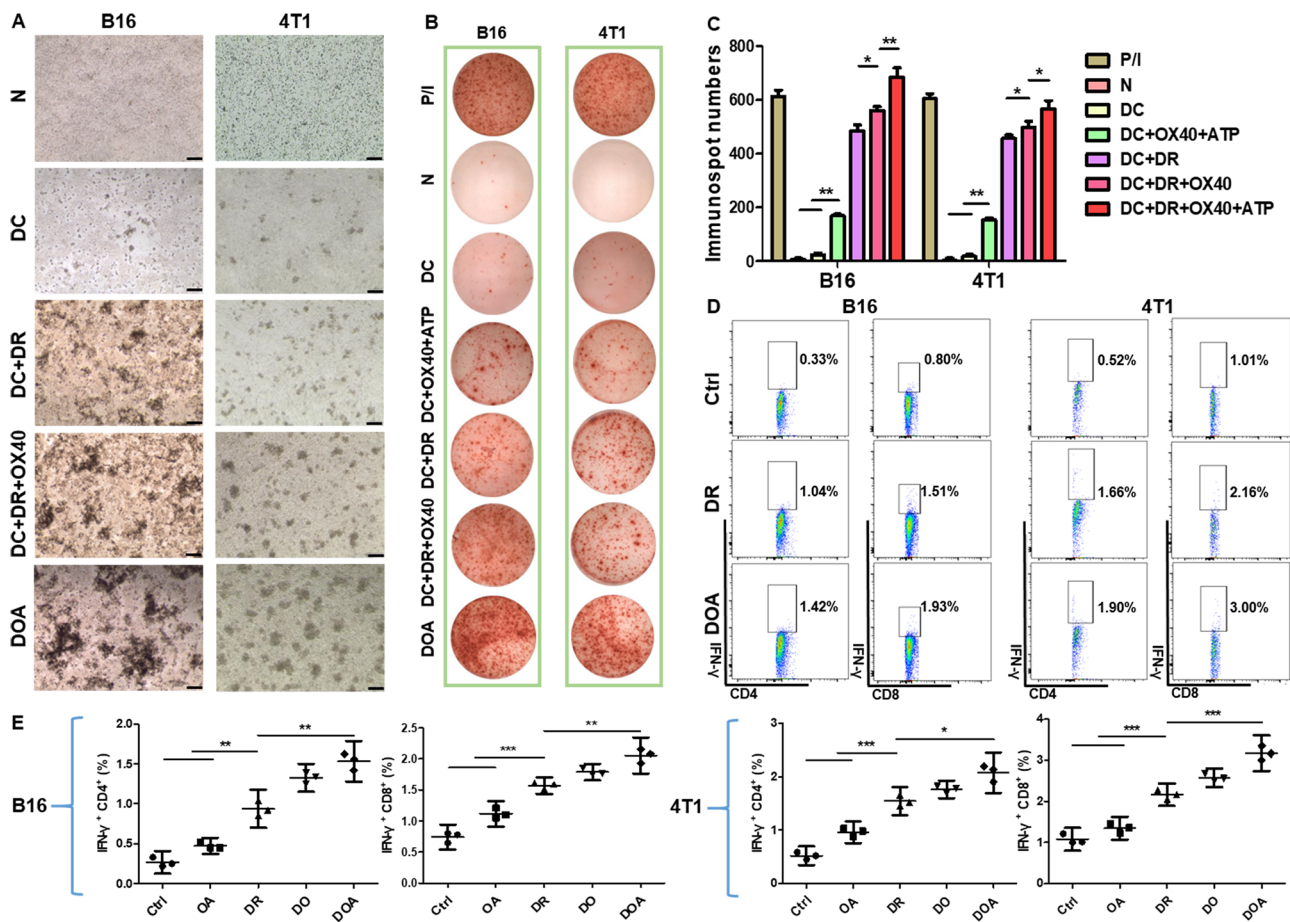 A
B16
4T1
N
DC
DC+DR
DC+DR+OX40
DOA
B
B16
4T1
P/I
N
DC
DC+OX40+ATP
DC+DR
DC+DR+OX40
DOA
C
Immunospot numbers
800
600
400
200
0
*
**
**
*
*
**
B16
4T1
P/I
N
DC
DC+OX40+ATP
DC+DR
DC+DR+OX40
DC+DR+OX40+ATP
D
B16
4T1
Ctrl
0.33%
0.80%
0.52%
1.01%
DR
1.04%
1.51%
1.66%
2.16%
DOA
1.42%
1.93%
1.90%
3.00%
IFN-γ
IFN-γ
IFN-γ
IFN-γ
CD4
CD8
CD4
CD8
E
B16
IFN-γ + CD4+ (%)
2.0
1.5
1.0
0.5
0.0
**
**
Ctrl
OA
DR
DO
DOA
IFN-γ + CD8+ (%)
2.5
2.0
1.5
1.0
0.5
0.0
***
**
Ctrl
OA
DR
DO
DOA
4T1
IFN-γ + CD4+ (%)
3
2
1
0
***
*
Ctrl
OA
DR
DO
DOA
IFN-γ + CD8+ (%)
4
3
2
1
0
***
***
Ctrl
OA
DR
DO
DOA